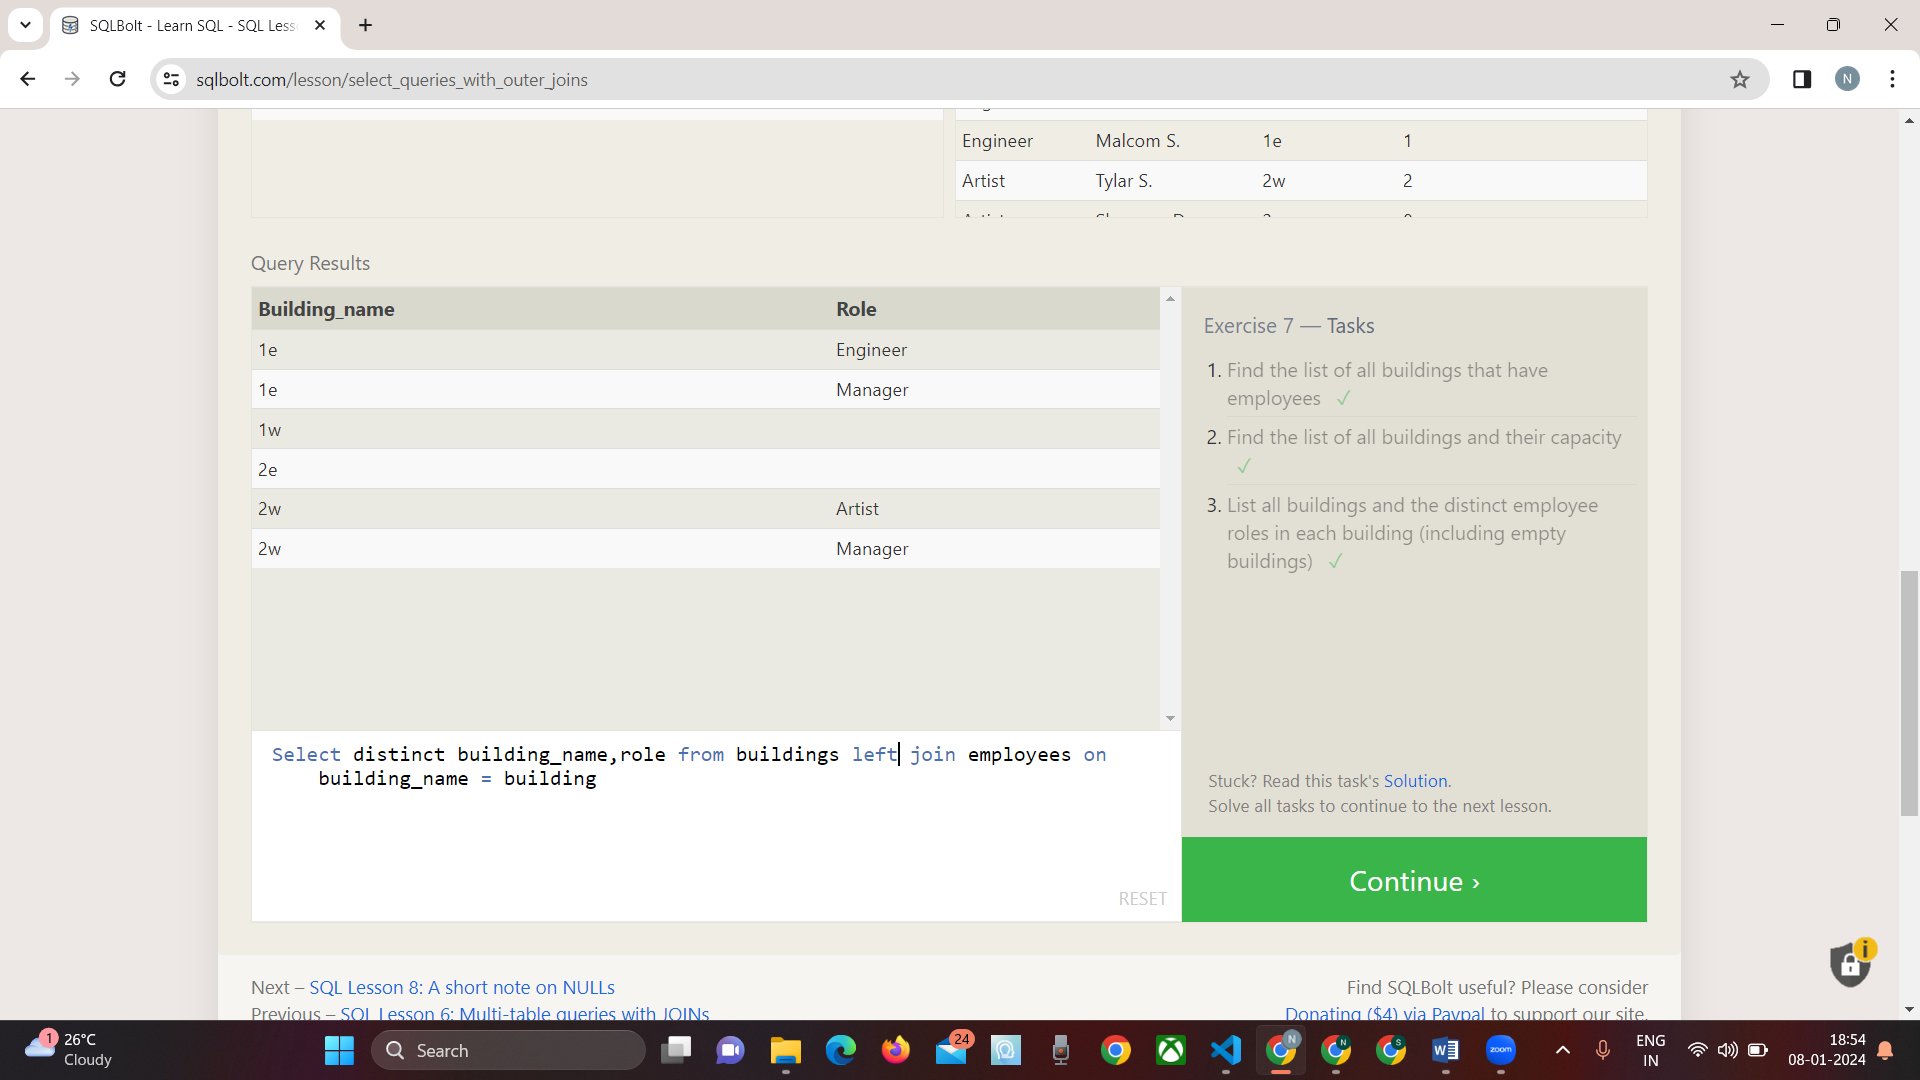 SQLBolt - Learn SQL - SQL Less
sqlbolt.com/lesson/select_queries_with_outer_joins
N
Engineer Malcom S. 1e 1
Artist Tylar S. 2w 2
Query Results
Building_name Role
1e Engineer
1e Manager
1w
2e
2w Artist
2w Manager
Exercise 7 — Tasks
1. Find the list of all buildings that have
employees ✓
2. Find the list of all buildings and their capacity
✓
3. List all buildings and the distinct employee
roles in each building (including empty
buildings) ✓
Select distinct building_name,role from buildings left join employees on
building_name = building
RESET
Stuck? Read this task's Solution.
Solve all tasks to continue to the next lesson.
Continue ›
Next – SQL Lesson 8: A short note on NULLs
Previous – SQL Lesson 6: Multi-table queries with JOINs
Find SQLBolt useful? Please consider
Donating ($4) via Paypal to support our site.
1
26°C
Cloudy
Search
24
N
N
S
zoom
ENG
IN
18:54
08-01-2024